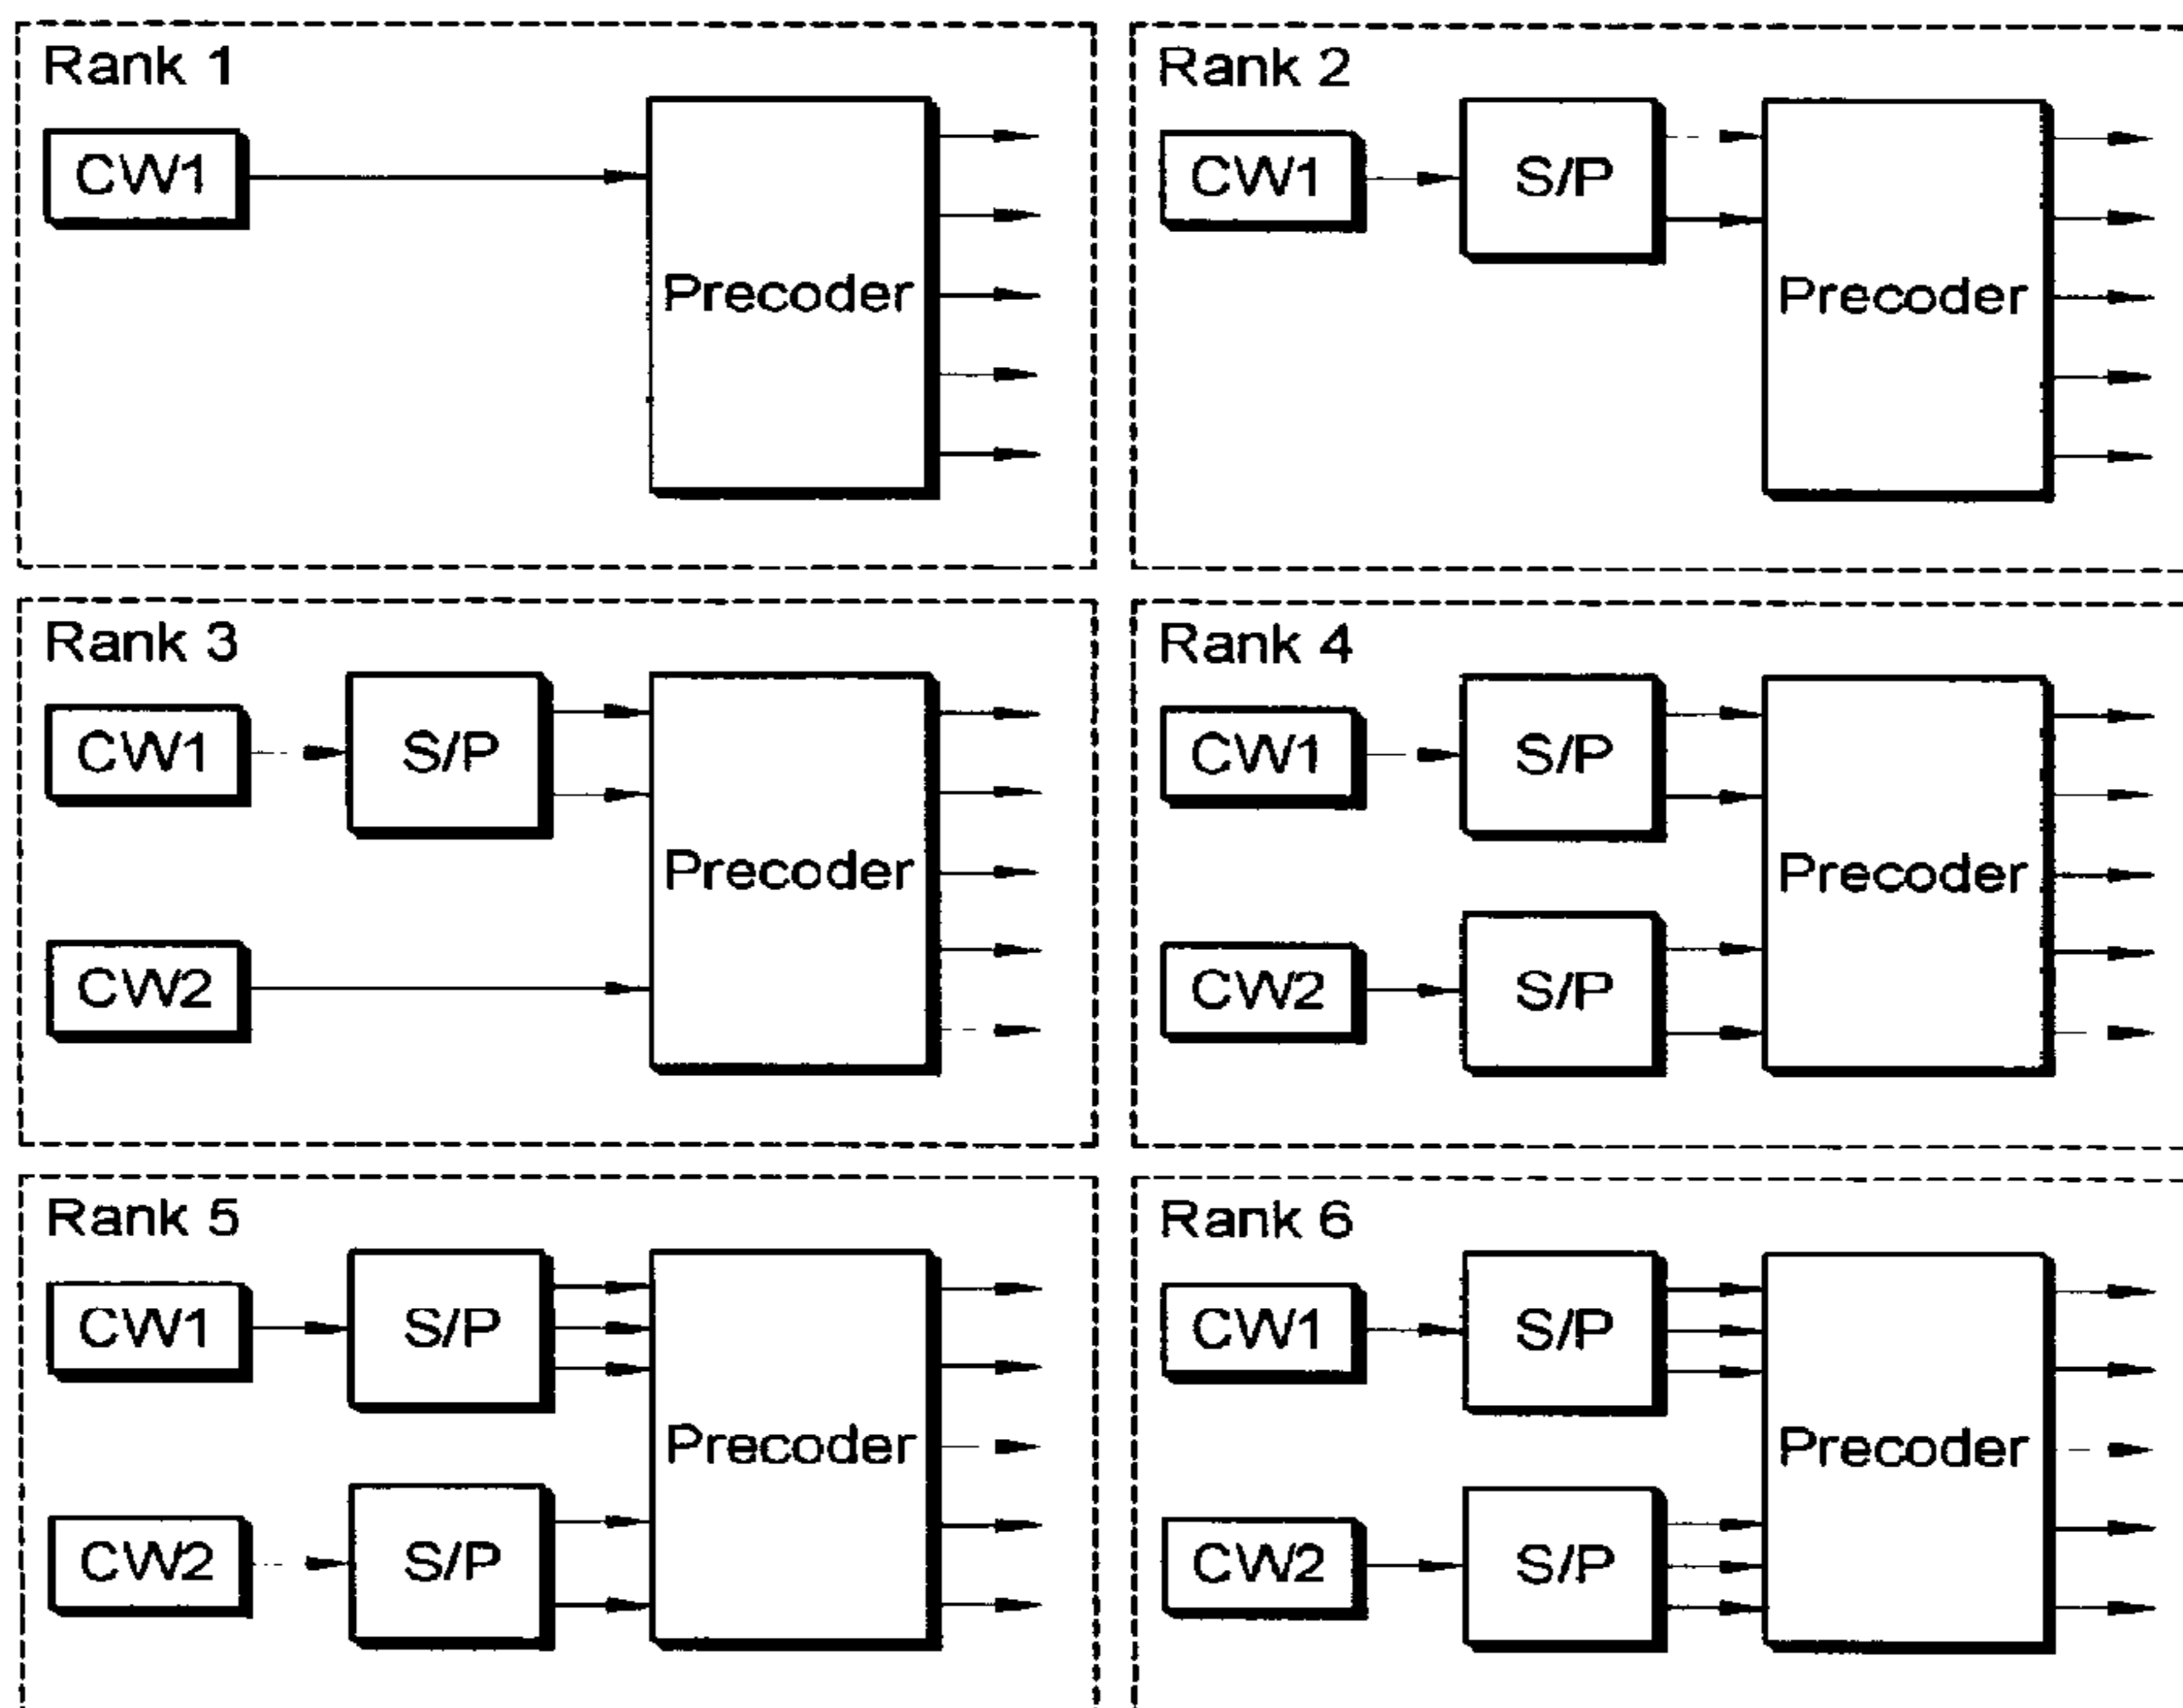 Rank 1
CW1
Precoder
Rank 2
CW1
S/P
Precoder
Rank 3
CW1
S/P
Precoder
CW2
Rank 4
CW1
S/P
Precoder
CW2
S/P
Rank 5
CW1
S/P
Precoder
CW2
S/P
Rank 6
CW1
S/P
Precoder
CW2
S/P